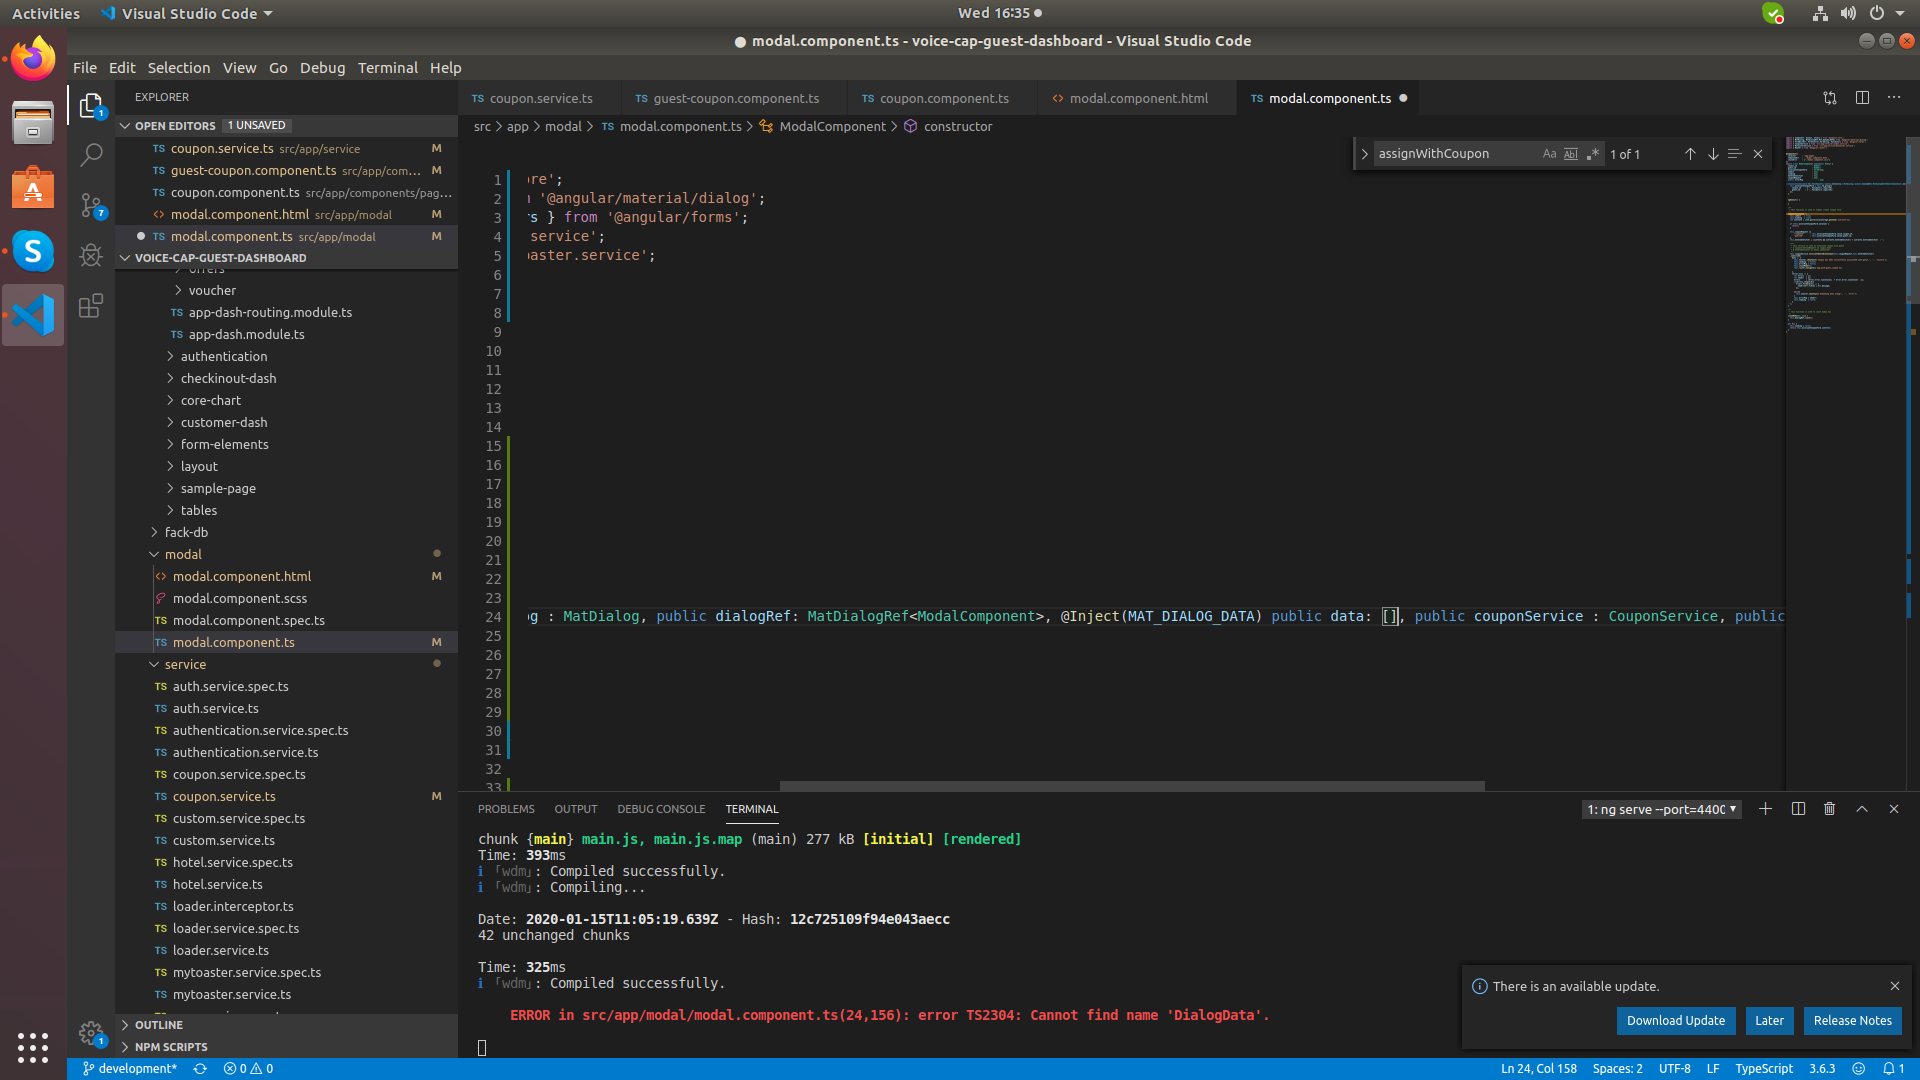 Activities
Visual Studio Code
Wed 16:35
modal.component.ts - voice-cap-guest-dashboard - Visual Studio Code
File Edit Selection View Go Debug Terminal Help
EXPLORER
OPEN EDITORS 1 UNSAVED
TS coupon.service.ts src/app/service M
TS guest-coupon.component.ts src/app/com... M
TS coupon.component.ts src/app/components/pag...
<> modal.component.html src/app/modal M
TS modal.component.ts src/app/modal M
VOICE-CAP-GUEST-DASHBOARD
offers
voucher
TS app-dash-routing.module.ts
TS app-dash.module.ts
authentication
checkinout-dash
core-chart
customer-dash
form-elements
layout
sample-page
tables
fack-db
modal
<> modal.component.html M
modal.component.scss
TS modal.component.spec.ts
TS modal.component.ts M
service
TS auth.service.spec.ts
TS auth.service.ts
TS authentication.service.spec.ts
TS authentication.service.ts
TS coupon.service.spec.ts
TS coupon.service.ts M
TS custom.service.spec.ts
TS custom.service.ts
TS hotel.service.spec.ts
TS hotel.service.ts
TS loader.interceptor.ts
TS loader.service.spec.ts
TS loader.service.ts
TS mytoaster.service.spec.ts
TS mytoaster.service.ts
OUTLINE
NPM SCRIPTS
1
7
1
TS coupon.service.ts TS guest-coupon.component.ts TS coupon.component.ts <> modal.component.html TS modal.component.ts
src > app > modal > TS modal.component.ts > ModalComponent > constructor
assignWithCoupon Aa Abl .* 1 of 1
1 ore';
2 '@angular/material/dialog';
3 rs } from '@angular/forms';
4 service';
5 oaster.service';
6
7
8
9
10
11
12
13
14
15
16
17
18
19
20
21
22
23
24 og : MatDialog, public dialogRef: MatDialogRef<ModalComponent>, @Inject(MAT_DIALOG_DATA) public data: [], public couponService : CouponService, public
25
26
27
28
29
30
31
32
33
PROBLEMS OUTPUT DEBUG CONSOLE TERMINAL
1: ng serve --port=4400
chunk {main} main.js, main.js.map (main) 277 kB [initial] [rendered]
Time: 393ms
ℹ ｢wdm｣: Compiled successfully.
ℹ ｢wdm｣: Compiling...
Date: 2020-01-15T11:05:19.639Z - Hash: 12c725109f94e043aecc
42 unchanged chunks
Time: 325ms
ℹ ｢wdm｣: Compiled successfully.
ERROR in src/app/modal/modal.component.ts(24,156): error TS2304: Cannot find name 'DialogData'.
There is an available update.
Download Update Later Release Notes
development* 0 0
Ln 24, Col 158 Spaces: 2 UTF-8 LF TypeScript 3.6.3 1